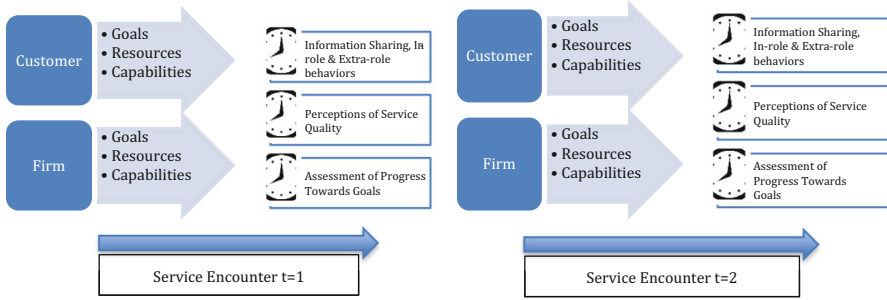 Customer
• Goals
• Resources
• Capabilities
Information Sharing, In-
role & Extra-role
behaviors
Perceptions of Service
Quality
Firm
• Goals
• Resources
• Capabilities
Assessment of Progress
Towards Goals
Service Encounter t=1
Customer
• Goals
• Resources
• Capabilities
Information Sharing,
In-role & Extra-role
behaviors
Perceptions of Service
Quality
Firm
• Goals
• Resources
• Capabilities
Assessment of
Progress Towards
Goals
Service Encounter t=2